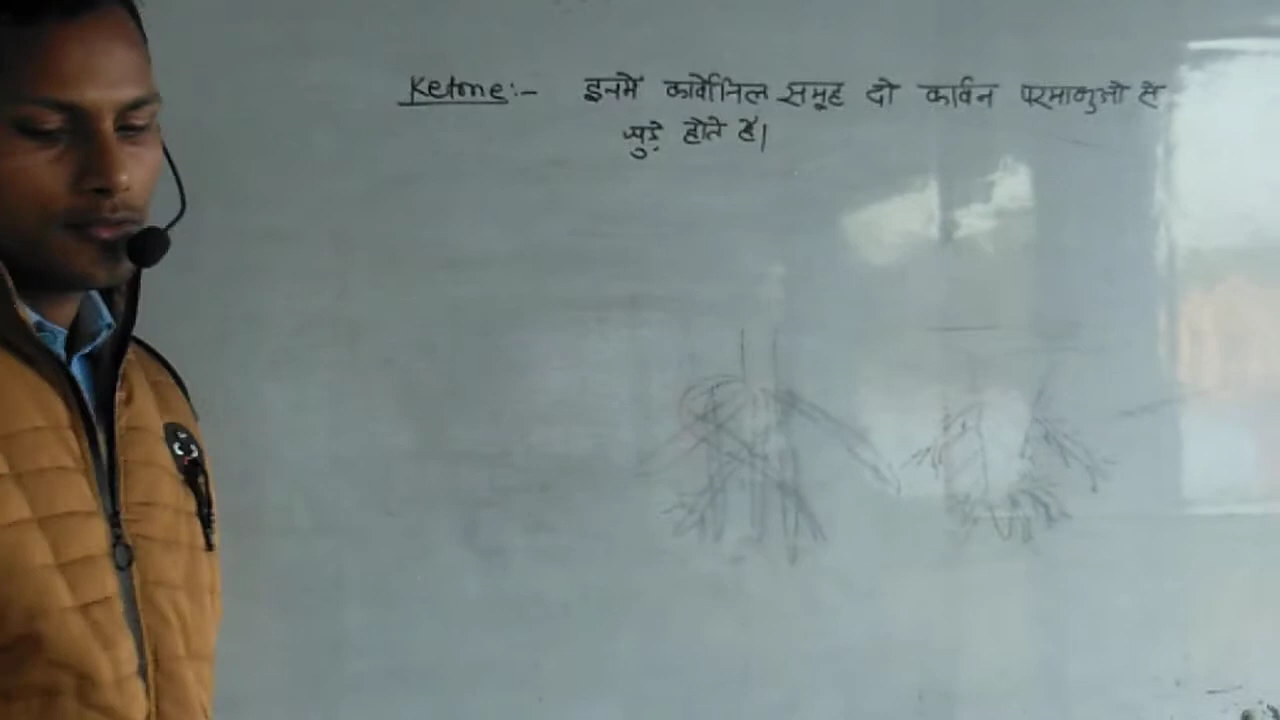 Ketone:- इनमें कार्बोनिल समूह दो कार्बन परमाणुओ से
जुड़े होते हैं।